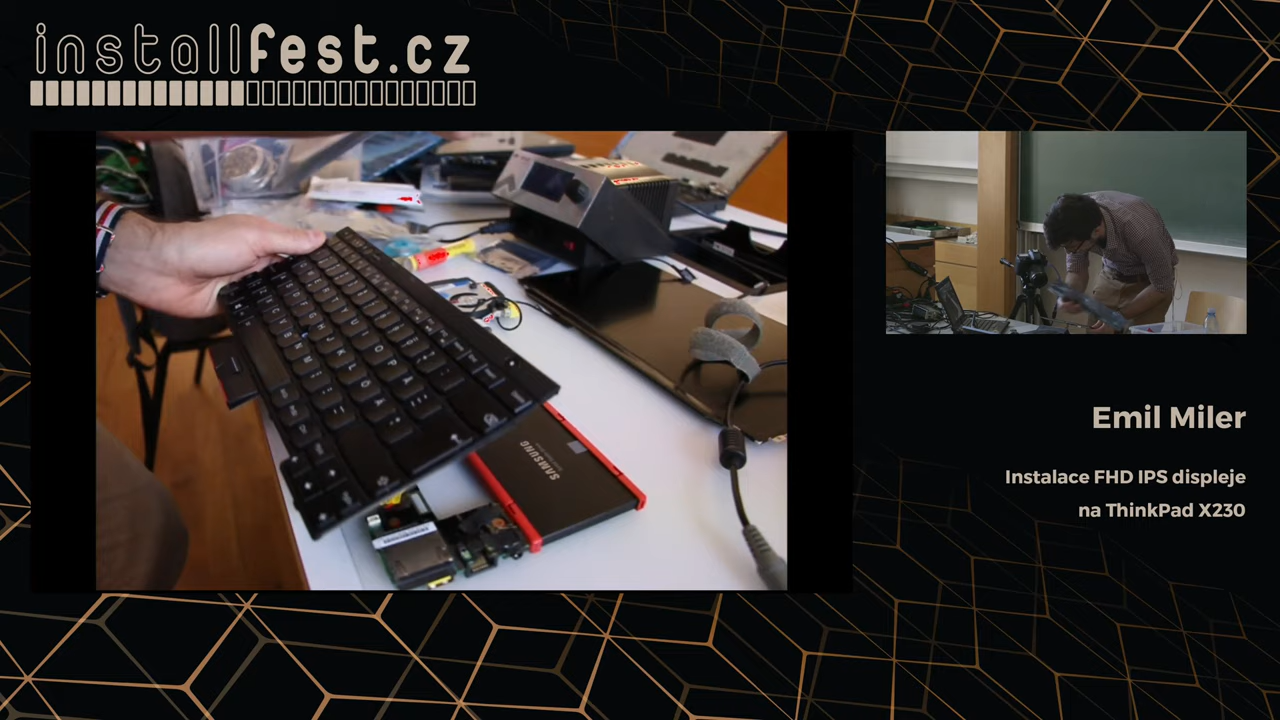 installfest.cz
SAMSUNG
Emil Miler
Instalace FHD IPS displeje
na ThinkPad X230